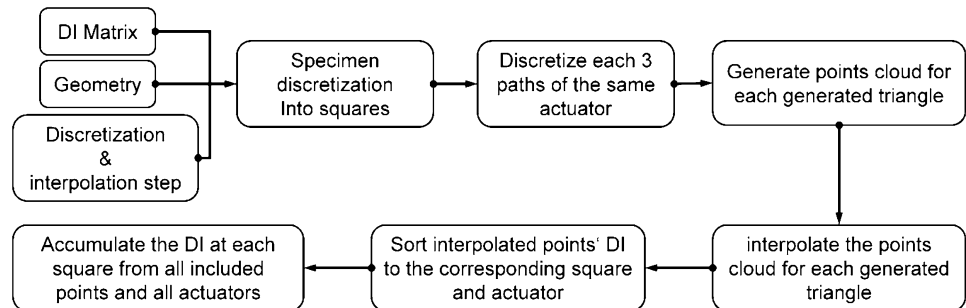 DI Matrix
Geometry
Discretization
&
interpolation step
Specimen
discretization
Into squares
Discretize each 3
paths of the same
actuator
Generate points cloud for
each generated triangle
interpolate the points
cloud for each generated
triangle
Sort interpolated points‘ DI
to the corresponding square
and actuator
Accumulate the DI at each
square from all included
points and all actuators